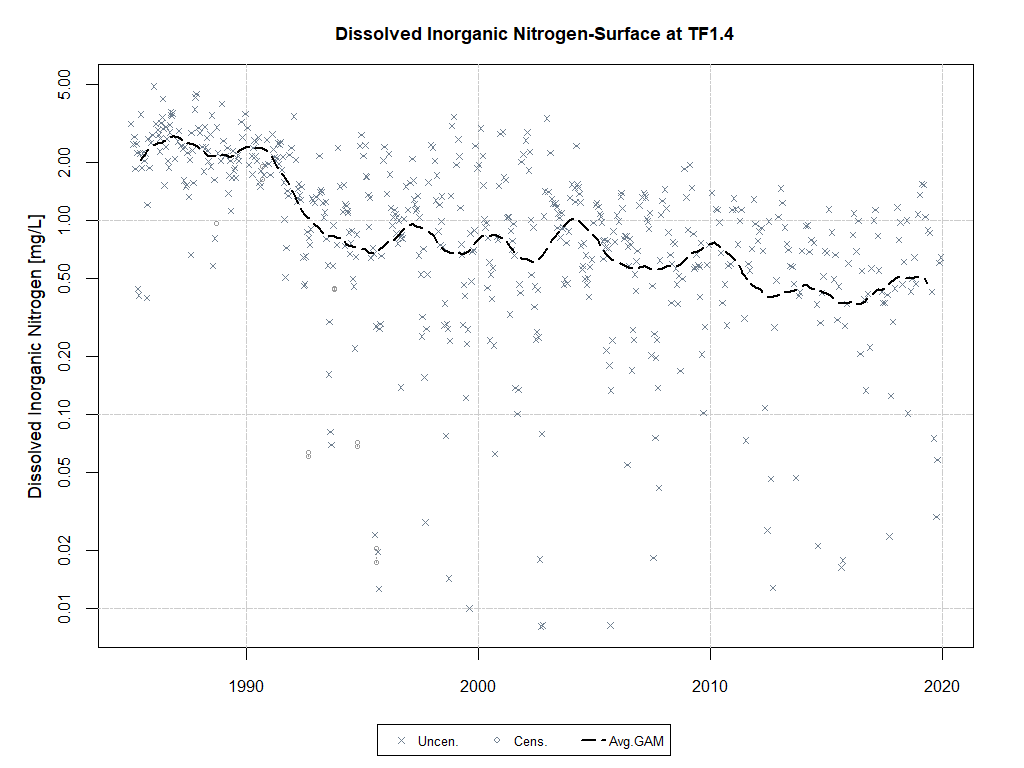 Dissolved Inorganic Nitrogen-Surface at TF1.4
Dissolved Inorganic Nitrogen [mg/L]
5.00
2.00
1.00
0.50
0.20
0.10
0.05
0.02
0.01
1990 2000 2010 2020
Uncen. Cens. Avg.GAM